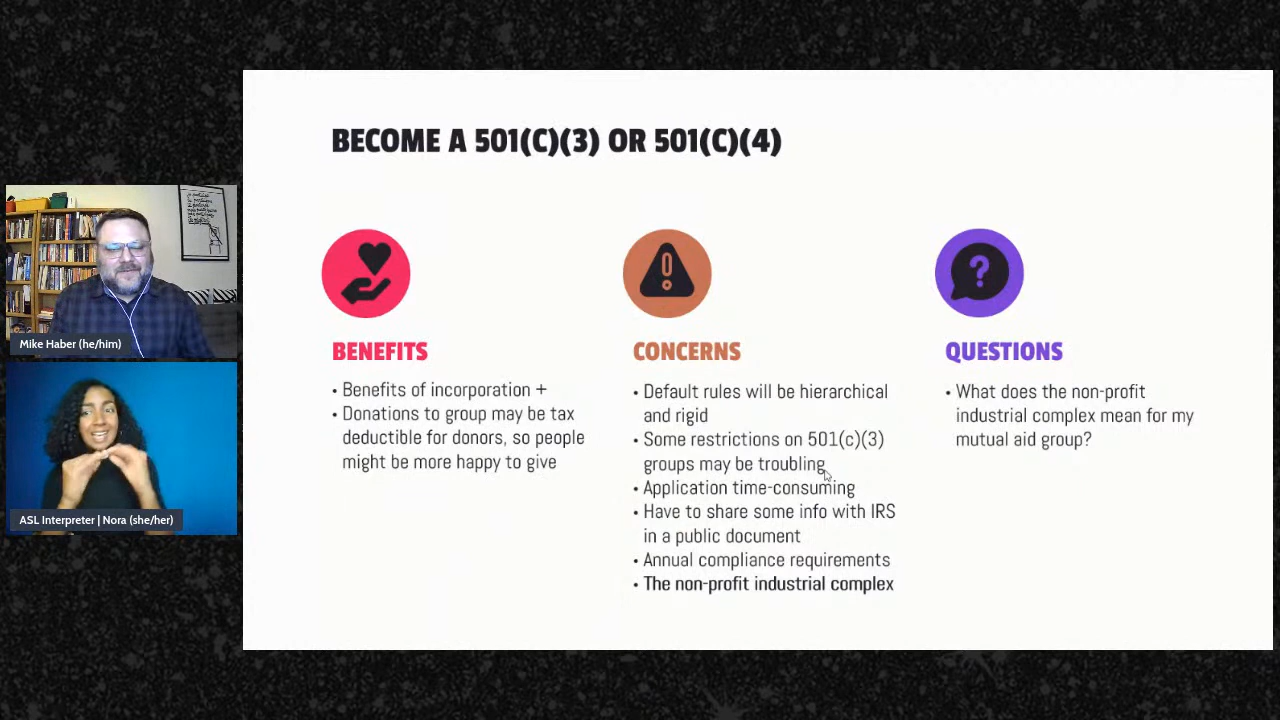 BECOME A 501(C)(3) OR 501(C)(4)
BENEFITS
• Benefits of incorporation +
• Donations to group may be tax
deductible for donors, so people
might be more happy to give
CONCERNS
• Default rules will be hierarchical
and rigid
• Some restrictions on 501(c)(3)
groups may be troubling
• Application time-consuming
• Have to share some info with IRS
in a public document
• Annual compliance requirements
• The non-profit industrial complex
QUESTIONS
• What does the non-profit
industrial complex mean for my
mutual aid group?
Mike Haber (he/him)
ASL Interpreter | Nora (she/her)